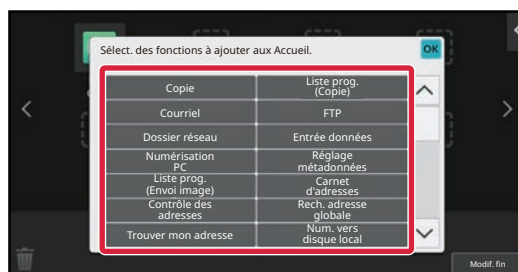 Sélect. des fonctions à ajouter aux Accueil.
OK
Copie
Liste prog.
(Copie)
Courriel
FTP
Dossier réseau
Entrée données
Numérisation
PC
Réglage
métadonnées
Liste prog.
(Envoi image)
Carnet
d'adresses
Contrôle des
adresses
Rech. adresse
globale
Trouver mon adresse
Num. vers
disque local
Modif. fin